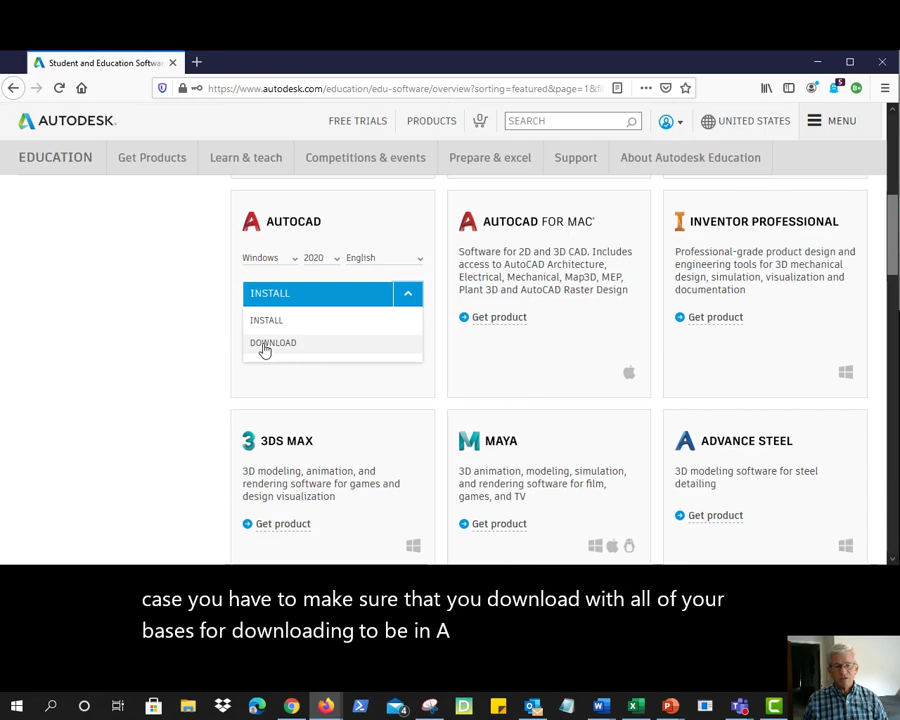 Student and Education Softwa
https://www.autodesk.com/education/edu-software/overview?sorting=featured&page=1&fi
AUTODESK.
FREE TRIALS
PRODUCTS
0
SEARCH
UNITED STATES
MENU
EDUCATION
Get Products
Learn & teach
Competitions & events
Prepare & excel
Support
About Autodesk Education
AUTOCAD
Windows
2020
English
INSTALL
INSTALL
DOWNLOAD
AUTOCAD FOR MAC®
Software for 2D and 3D CAD. Includes
access to AutoCAD Architecture,
Electrical, Mechanical, Map3D, MEP,
Plant 3D and AutoCAD Raster Design
Get product
INVENTOR PROFESSIONAL
Professional-grade product design and
engineering tools for 3D mechanical
design, simulation, visualization and
documentation
Get product
3DS MAX
3D modeling, animation, and
rendering software for games and
design visualization
Get product
MAYA
3D animation, modeling, simulation,
and rendering software for film,
games, and TV
Get product
ADVANCE STEEL
3D modeling software for steel
detailing
Get product
case you have to make sure that you download with all of your
bases for downloading to be in A